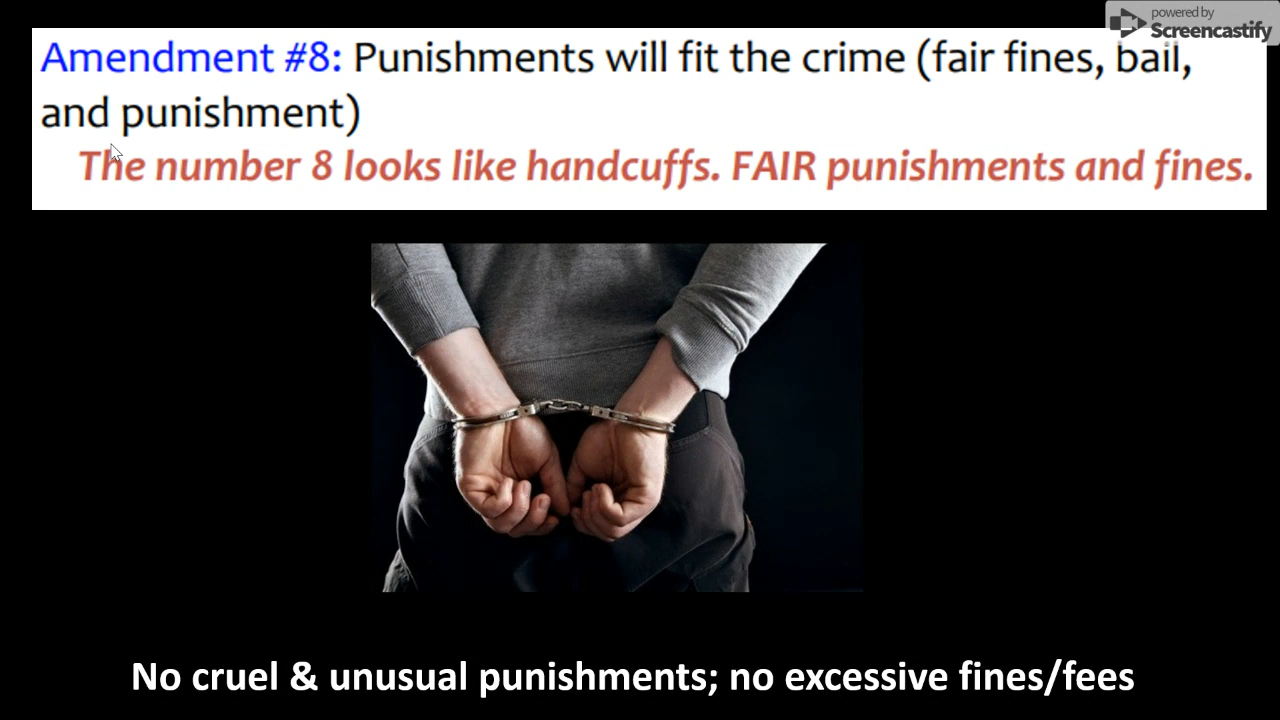 powered by
Screencastify
Amendment #8: Punishments will fit the crime (fair fines, bail,
and punishment)
The number 8 looks like handcuffs. FAIR punishments and fines.
No cruel & unusual punishments; no excessive fines/fees